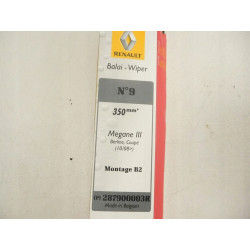 RENAULT
Balai - Wiper
N°9
350mm*
Megane III
Berline, Coupé
(10/08>)
Montage B2
287900003R
Made in Belgium